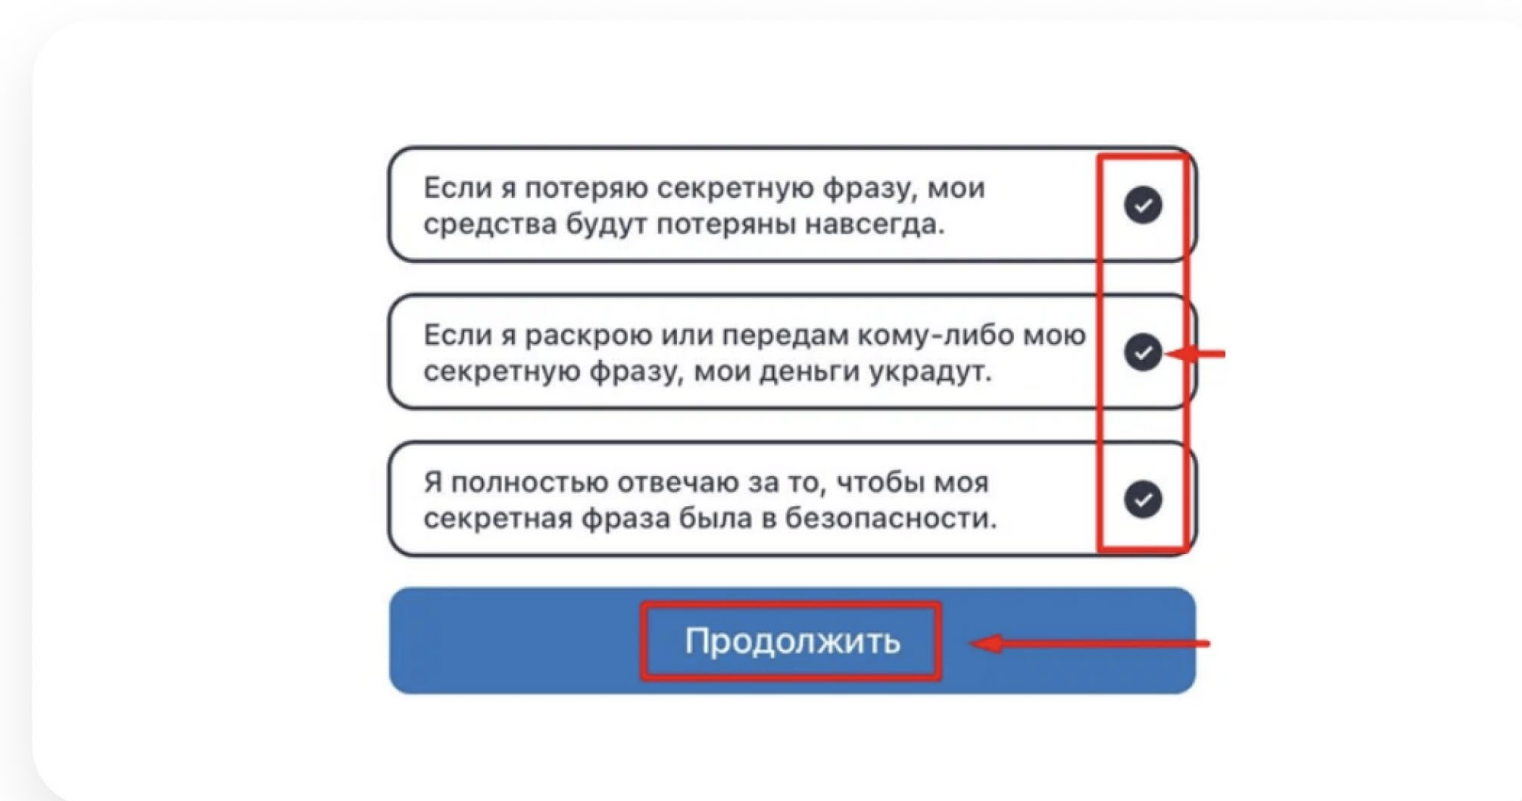 Если я потеряю секретную фразу, мои
средства будут потеряны навсегда.
Если я раскрою или передам кому-либо мою
секретную фразу, мои деньги украдут.
Я полностью отвечаю за то, чтобы моя
секретная фраза была в безопасности.
Продолжить